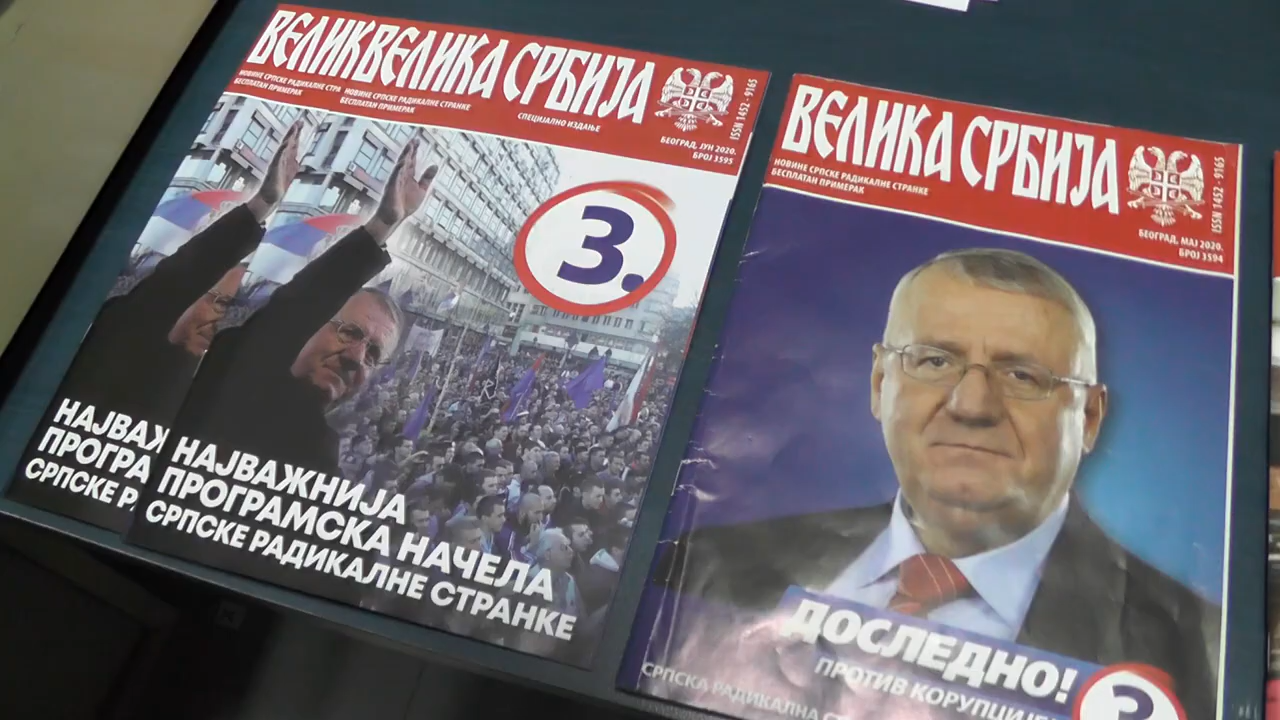 ВЕЛИК
НОВИНЕ СРПСКЕ РАДИКАЛНЕ СТРА
БЕСПЛАТАН ПРИМЕРАК
НАЈВАЖ
ПРОГРА
СРПСКЕ Р
ВЕЛИКА СРБИЈА
НОВИНЕ СРПСКЕ РАДИКАЛНЕ СТРАНКЕ
БЕСПЛАТАН ПРИМЕРАК
СПЕЦИЈАЛНО ИЗДАЊЕ
ISSN 1452 - 9165
БЕОГРАД, ЈУН 2020.
БРОЈ 3595
3.
НАЈВАЖНИЈА
ПРОГРАМСКА НАЧЕЛА
СРПСКЕ РАДИКАЛНЕ СТРАНКЕ
ВЕЛИКА СРБИЈА
НОВИНЕ СРПСКЕ РАДИКАЛНЕ СТРАНКЕ
БЕСПЛАТАН ПРИМЕРАК
ISSN 1452 - 9165
БЕОГРАД, МАЈ 2020.
БРОЈ 3594
ДОСЛЕДНО!
ПРОТИВ КОРУПЦИЈЕ
СРПСКА РАДИКАЛНА